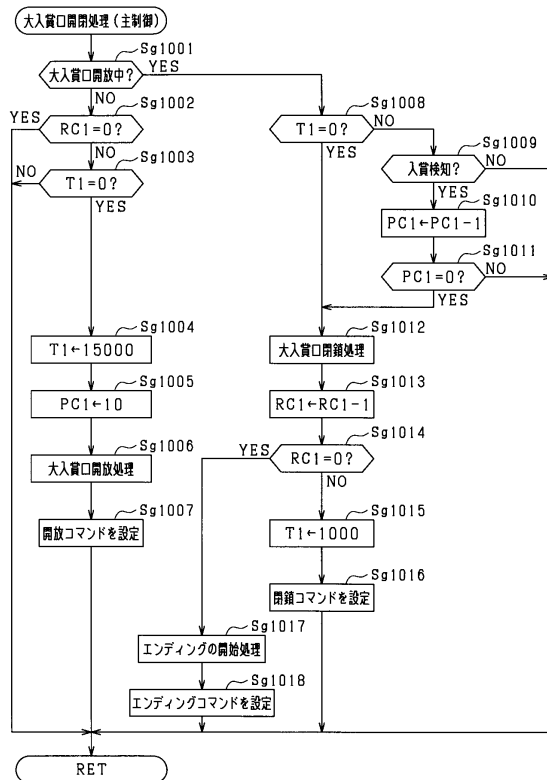 大入賞口開閉処理(主制御)
Sg1001
大入賞口開放中?
YES
NO
Sg1002
YES
RC1=0?
NO
Sg1003
NO
T1=0?
YES
Sg1004
T1←15000
Sg1005
PC1←10
Sg1006
大入賞口開放処理
Sg1007
開放コマンドを設定
Sg1008
T1=0?
NO
YES
Sg1009
入賞検知?
NO
YES
Sg1010
PC1←PC1-1
Sg1011
PC1=0?
NO
YES
Sg1012
大入賞口閉鎖処理
Sg1013
RC1←RC1-1
Sg1014
YES
RC1=0?
NO
Sg1015
T1←1000
Sg1016
閉鎖コマンドを設定
Sg1017
エンディングの開始処理
Sg1018
エンディングコマンドを設定
RET